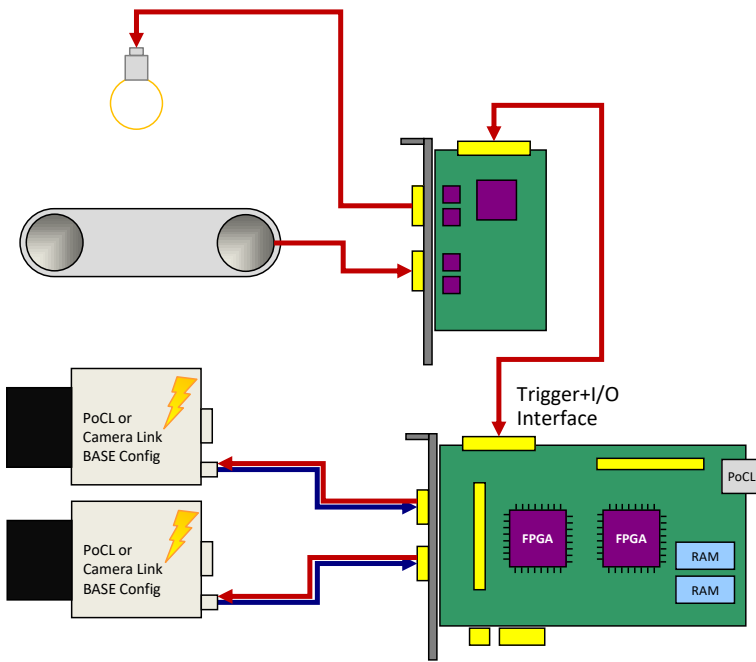 Trigger+I/O
Interface
PoCL or
Camera Link
BASE Config
PoCL
FPGA
FPGA
RAM
RAM
PoCL or
Camera Link
BASE Config